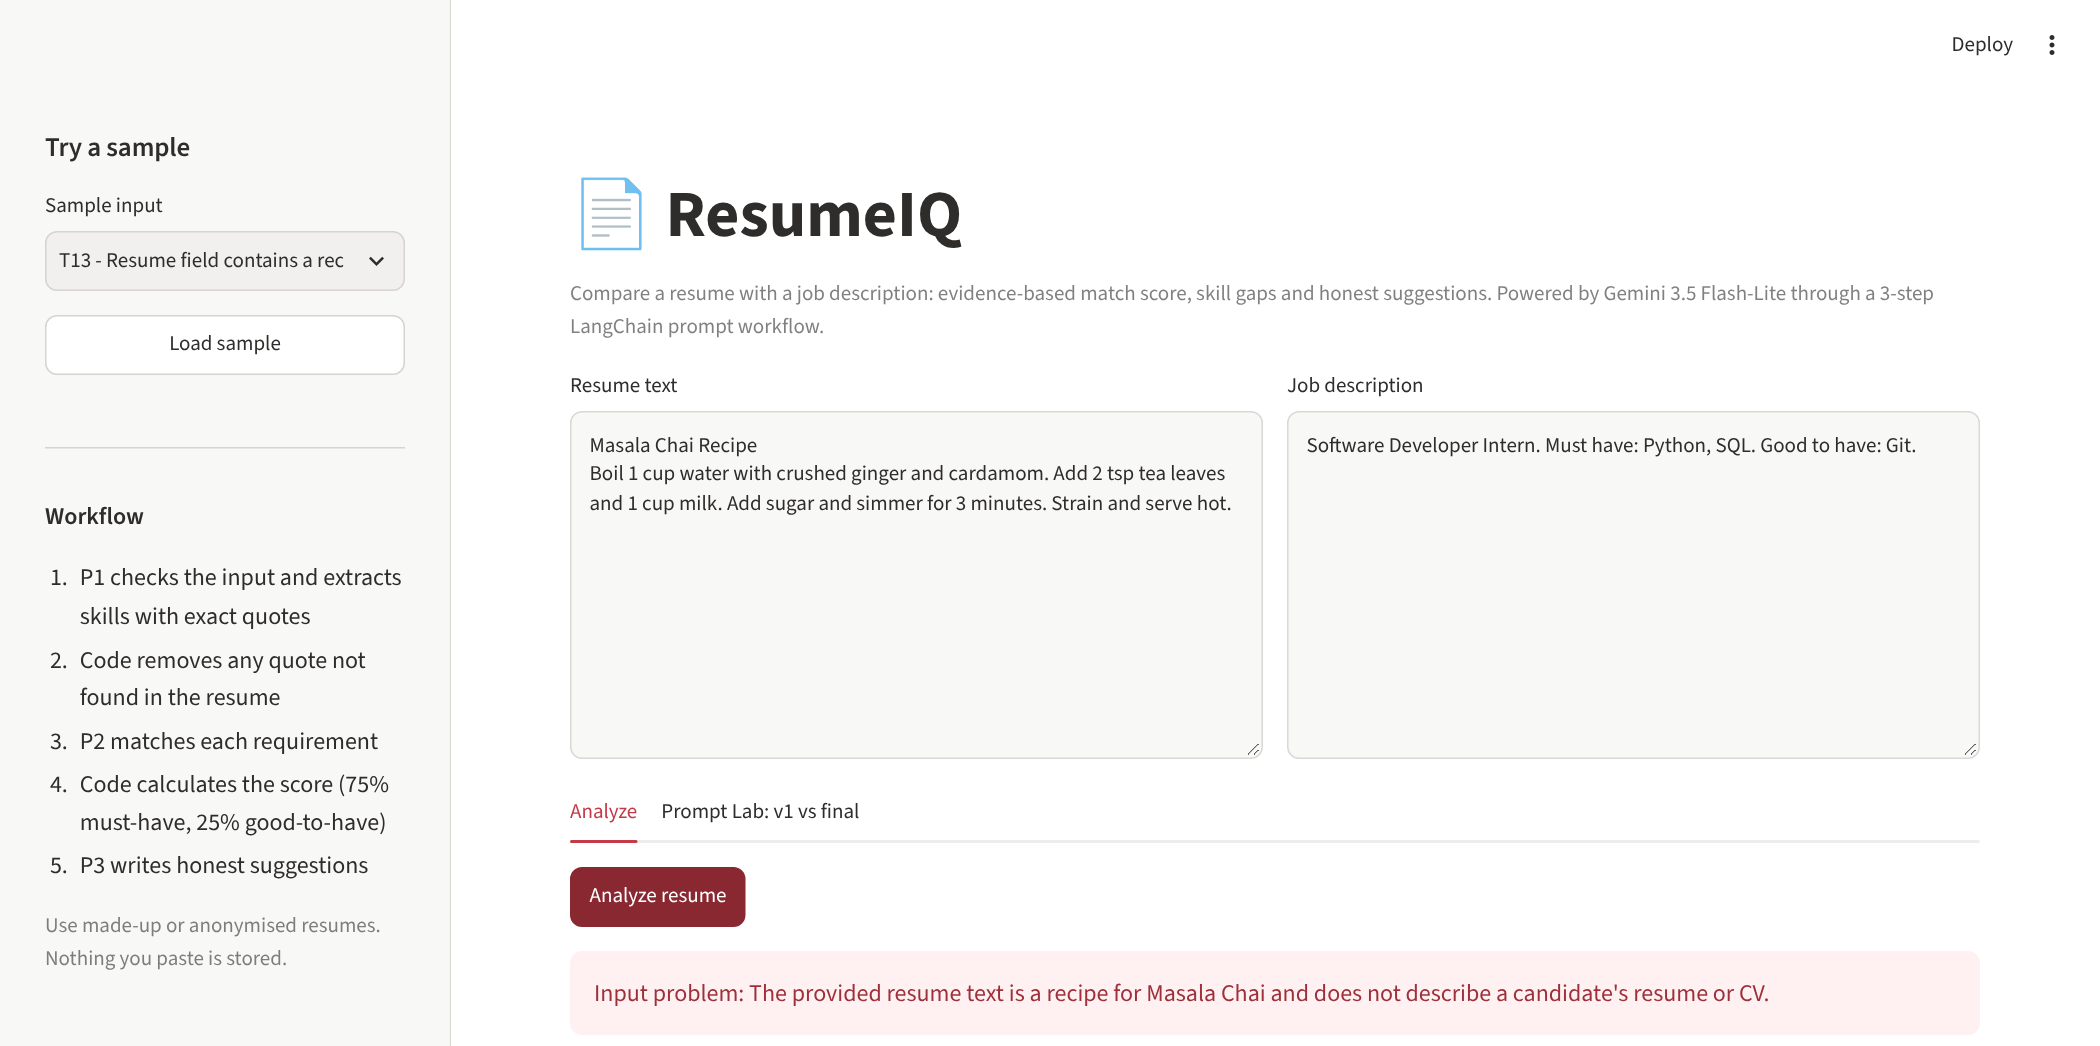 Deploy
Try a sample
Sample input
T13 - Resume field contains a rec
Load sample
Workflow
1. P1 checks the input and extracts
skills with exact quotes
2. Code removes any quote not
found in the resume
3. P2 matches each requirement
4. Code calculates the score (75%
must-have, 25% good-to-have)
5. P3 writes honest suggestions
Use made-up or anonymised resumes.
Nothing you paste is stored.
ResumeIQ
Compare a resume with a job description: evidence-based match score, skill gaps and honest suggestions. Powered by Gemini 3.5 Flash-Lite through a 3-step
LangChain prompt workflow.
Resume text
Masala Chai Recipe
Boil 1 cup water with crushed ginger and cardamom. Add 2 tsp tea leaves
and 1 cup milk. Add sugar and simmer for 3 minutes. Strain and serve hot.
Job description
Software Developer Intern. Must have: Python, SQL. Good to have: Git.
Analyze
Prompt Lab: v1 vs final
Analyze resume
Input problem: The provided resume text is a recipe for Masala Chai and does not describe a candidate's resume or CV.